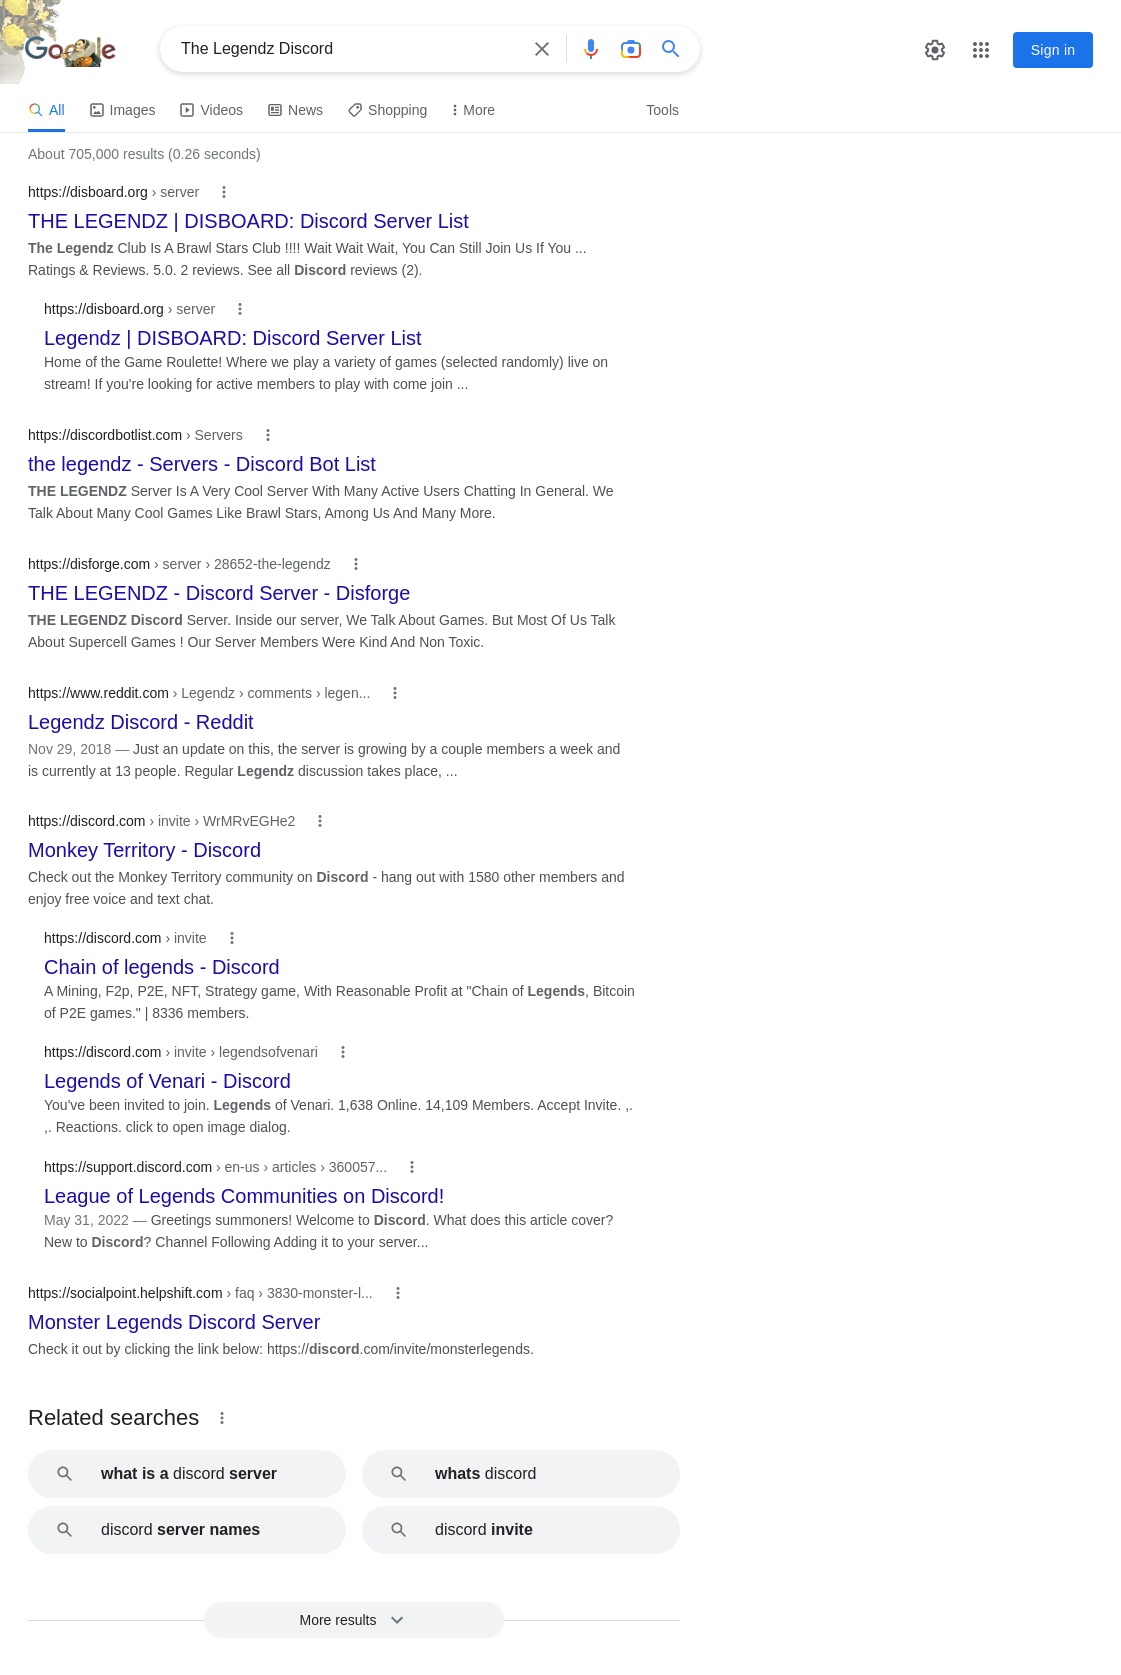 Google
The Legendz Discord
Sign in
All Images Videos News Shopping More Tools
About 705,000 results (0.26 seconds)
https://disboard.org › server
THE LEGENDZ | DISBOARD: Discord Server List
The Legendz Club Is A Brawl Stars Club !!!! Wait Wait Wait, You Can Still Join Us If You ...
Ratings & Reviews. 5.0. 2 reviews. See all Discord reviews (2).
https://disboard.org › server
Legendz | DISBOARD: Discord Server List
Home of the Game Roulette! Where we play a variety of games (selected randomly) live on
stream! If you're looking for active members to play with come join ...
https://discordbotlist.com › Servers
the legendz - Servers - Discord Bot List
THE LEGENDZ Server Is A Very Cool Server With Many Active Users Chatting In General. We
Talk About Many Cool Games Like Brawl Stars, Among Us And Many More.
https://disforge.com › server › 28652-the-legendz
THE LEGENDZ - Discord Server - Disforge
THE LEGENDZ Discord Server. Inside our server, We Talk About Games. But Most Of Us Talk
About Supercell Games ! Our Server Members Were Kind And Non Toxic.
https://www.reddit.com › Legendz › comments › legen...
Legendz Discord - Reddit
Nov 29, 2018 — Just an update on this, the server is growing by a couple members a week and
is currently at 13 people. Regular Legendz discussion takes place, ...
https://discord.com › invite › WrMRvEGHe2
Monkey Territory - Discord
Check out the Monkey Territory community on Discord - hang out with 1580 other members and
enjoy free voice and text chat.
https://discord.com › invite
Chain of legends - Discord
A Mining, F2p, P2E, NFT, Strategy game, With Reasonable Profit at "Chain of Legends, Bitcoin
of P2E games." | 8336 members.
https://discord.com › invite › legendsofvenari
Legends of Venari - Discord
You've been invited to join. Legends of Venari. 1,638 Online. 14,109 Members. Accept Invite. ,.
,. Reactions. click to open image dialog.
https://support.discord.com › en-us › articles › 360057...
League of Legends Communities on Discord!
May 31, 2022 — Greetings summoners! Welcome to Discord. What does this article cover?
New to Discord? Channel Following Adding it to your server...
https://socialpoint.helpshift.com › faq › 3830-monster-l...
Monster Legends Discord Server
Check it out by clicking the link below: https://discord.com/invite/monsterlegends.
Related searches
what is a discord server
whats discord
discord server names
discord invite
More results